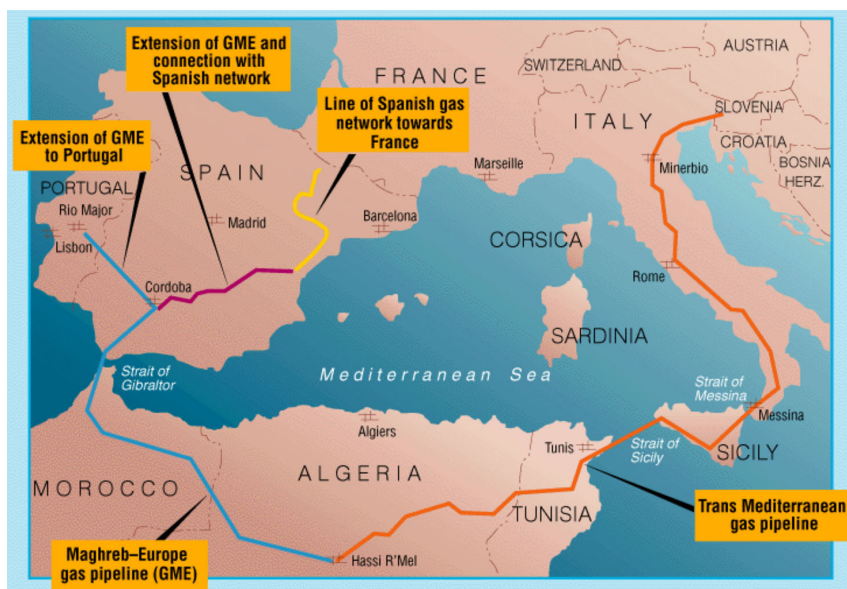 Extension of GME and
connection with
Spanish network
AUSTRIA
SWITZERLAND
FRANCE
Line of Spanish gas
network towards
France
SLOVENIA
ITALY
CROATIA
Extension of GME
to Portugal
Minerbio
BOSNIA
HERZ.
Marseille
SPAIN
PORTUGAL
Rio Major
Madrid
Barcelona
Lisbon
CORSICA
Rome
Cordoba
SARDINIA
Strait of
Gibraltor
Mediterranean Sea
Strait of
Messina
Messina
Algiers
Tunis
Strait of
Sicily
SICILY
ALGERIA
MOROCCO
TUNISIA
Trans Mediterranean
gas pipeline
Maghreb–Europe
gas pipeline (GME)
Hassi R'Mel